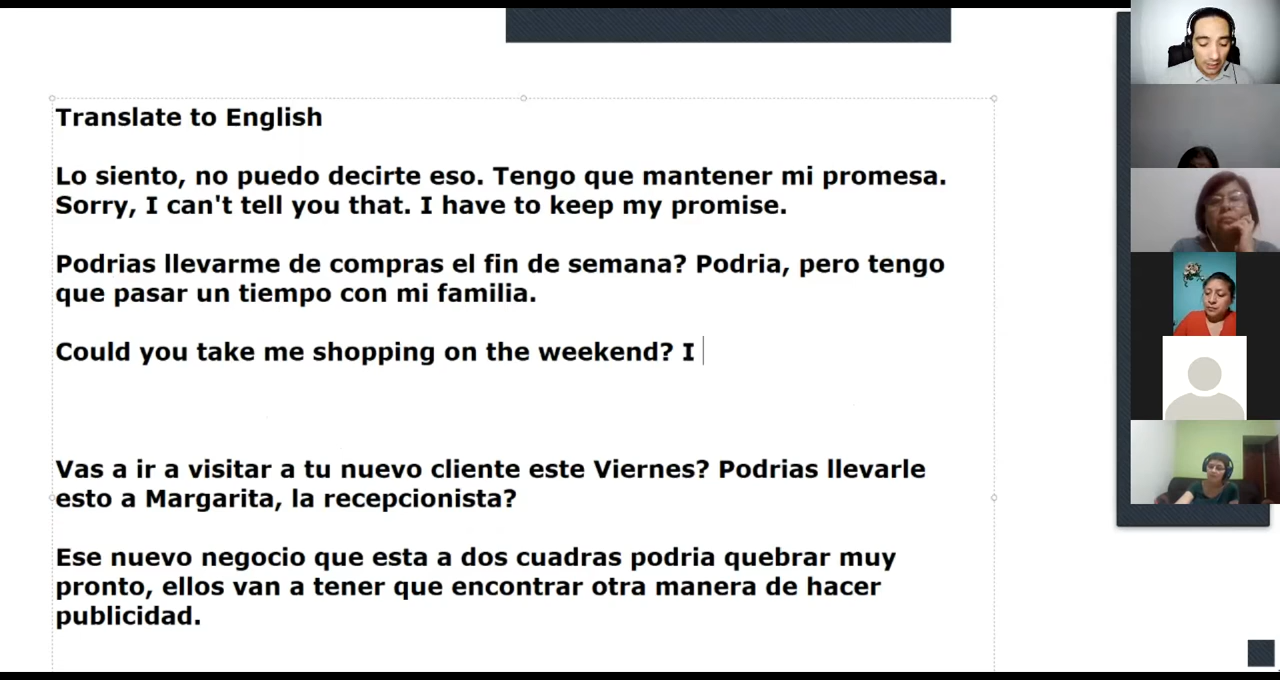 Translate to English
Lo siento, no puedo decirte eso. Tengo que mantener mi promesa.
Sorry, I can't tell you that. I have to keep my promise.
Podrias llevarme de compras el fin de semana? Podria, pero tengo
que pasar un tiempo con mi familia.
Could you take me shopping on the weekend? I
Vas a ir a visitar a tu nuevo cliente este Viernes? Podrias llevarle
esto a Margarita, la recepcionista?
Ese nuevo negocio que esta a dos cuadras podria quebrar muy
pronto, ellos van a tener que encontrar otra manera de hacer
publicidad.